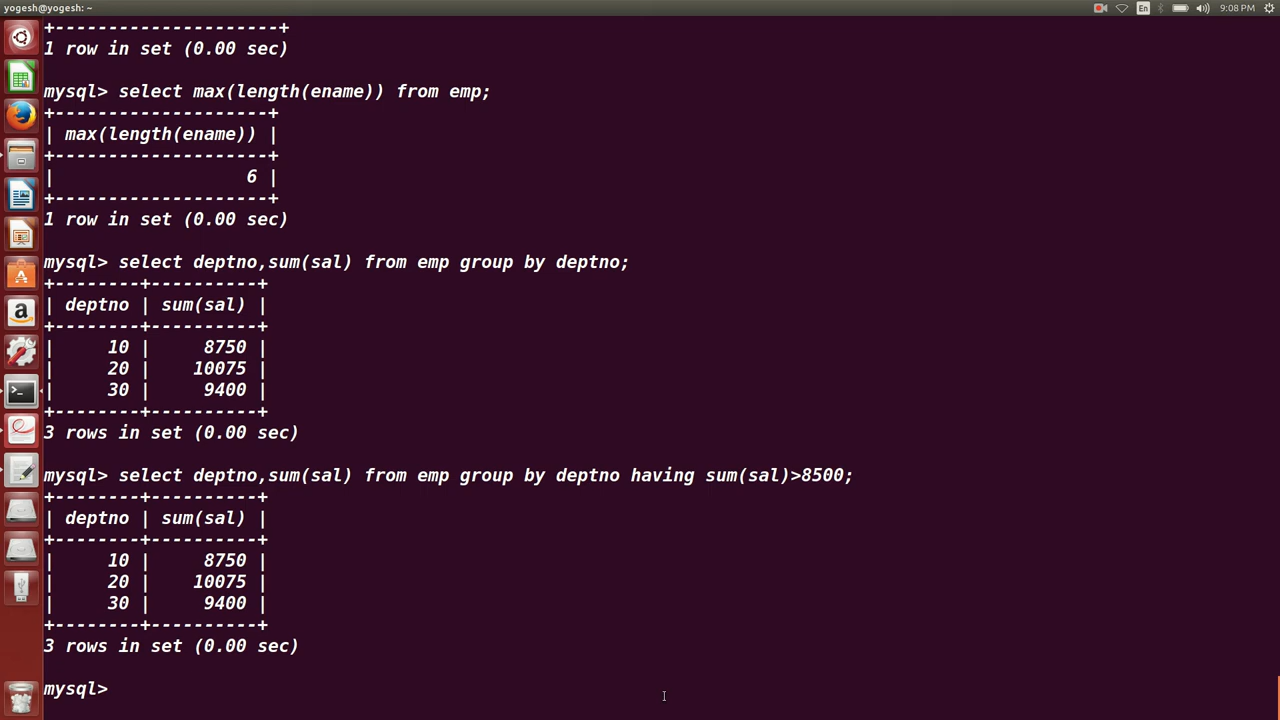 yogesh@yogesh: ~
En
9:08 PM
+---------------------+
1 row in set (0.00 sec)
mysql> select max(length(ename)) from emp;
+--------------------+
| max(length(ename)) |
+--------------------+
|                  6 |
+--------------------+
1 row in set (0.00 sec)
mysql> select deptno,sum(sal) from emp group by deptno;
+--------+----------+
| deptno | sum(sal) |
+--------+----------+
|     10 |     8750 |
|     20 |    10075 |
|     30 |     9400 |
+--------+----------+
3 rows in set (0.00 sec)
mysql> select deptno,sum(sal) from emp group by deptno having sum(sal)>8500;
+--------+----------+
| deptno | sum(sal) |
+--------+----------+
|     10 |     8750 |
|     20 |    10075 |
|     30 |     9400 |
+--------+----------+
3 rows in set (0.00 sec)
mysql>